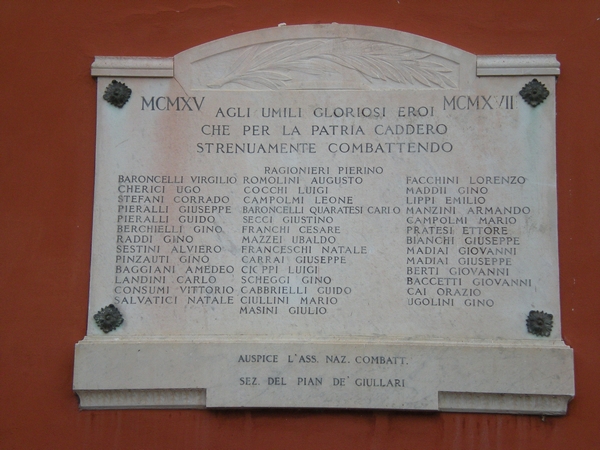 MCMXV
AGLI UMILI GLORIOSI EROI
CHE PER LA PATRIA CADDERO
STRENUAMENTE COMBATTENDO
RAGIONIERI PIERINO
BARONCELLI VIRGILIO ROMOLINI AUGUSTO FACCHINI LORENZO
CHERICI UGO COCCHI LUIGI MADDII GINO
STEFANI CORRADO CAMPOLMI LEONE LIPPI EMILIO
PIERALLI GIUSEPPE BARONCELLI QUARATESI MANZINI ARMANDO
PIERALLI GUIDO SECCI GIUSTINO CAMPOLMI MARIO
BERCHIELLI GINO FRANCHI CESARE PRATESI ETTORE
RADDI GINO MAZZEI UBALDO BIANCHI GIUSEPPE
SESTINI ALVIERO FRANCESCHI NATALE MADIAI GIOVANNI
PINZAUTI GINO CARRAI GIUSEPPE MADIAI GIUSEPPE
BAGGIANI AMEDEO LUIGI BERTI GIOVANNI
LANDINI CARLO SCHEGGI GINO BACCETTI GIOVANNI
CONSUMI VITTORIO GABBRIELLI GUIDO CAI ORAZIO
SALVATICI NATALE CIULLINI MARIO UGOLINI GINO
MASINI GIULIO
AUSPICE L'ASS. NAZ. COMBATT.
SEZ. DEL PIAN DE' GIULLARI